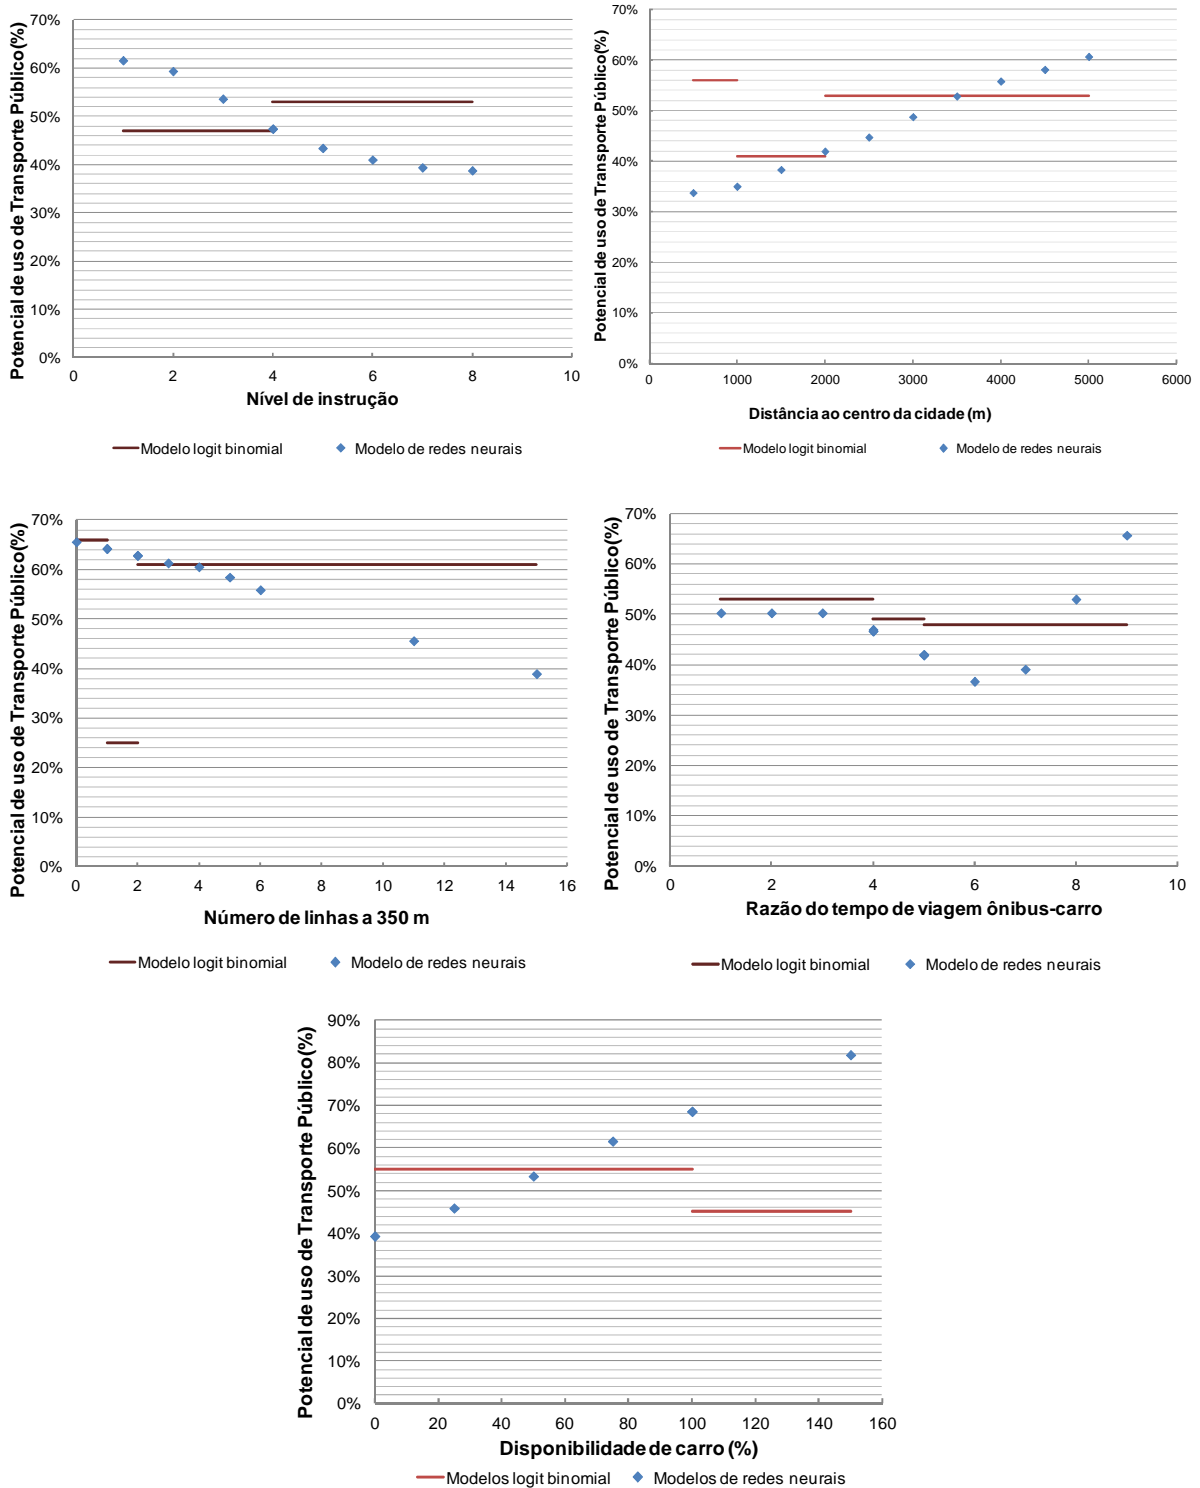 Potencial de uso de Transporte Público(%)
70%
60%
50%
40%
30%
20%
10%
0%
0 2 4 6 8 10
Nível de instrução
Modelo logit binomial Modelo de redes neurais
Potencial de uso de Transporte Público(%)
70%
60%
50%
40%
30%
20%
10%
0%
0 1000 2000 3000 4000 5000 6000
Distância ao centro da cidade (m)
Modelo logit binomial Modelo de redes neurais
Potencial de uso de Transporte Público(%)
70%
60%
50%
40%
30%
20%
10%
0%
0 2 4 6 8 10 12 14 16
Número de linhas a 350 m
Modelo logit binomial Modelo de redes neurais
Potencial de uso de Transporte Público(%)
70%
60%
50%
40%
30%
20%
10%
0%
0 2 4 6 8 10
Razão do tempo de viagem ônibus-carro
Modelo logit binomial Modelo de redes neurais
Potencial de uso de Transporte Público(%)
90%
80%
70%
60%
50%
40%
30%
20%
10%
0%
0 20 40 60 80 100 120 140 160
Disponibilidade de carro (%)
Modelos logit binomial Modelos de redes neurais